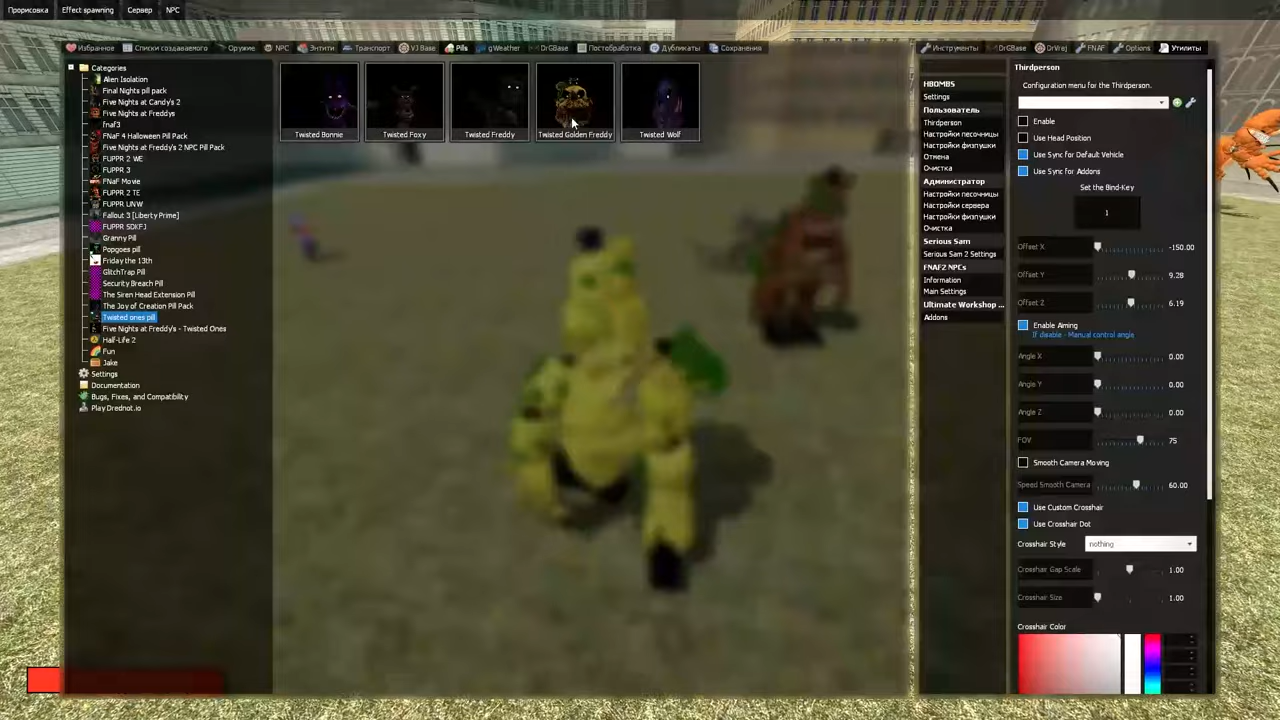 Прорисовка Effect spawning Сервер NPC
Избранное Списки создаваемого Оружие NPC Энтити Транспорт VJ Base Pills gWeather DrGBase Постобработка Дубликаты Сохранения
Categories
Alien Isolation
Final Nights pill pack
Five Nights at Candy's 2
Five Nights at Freddys
fnaf3
FNaF 4 Halloween Pill Pack
Five Nights at Freddy's 2 NPC Pill Pack
FUPPR 2 WE
FUPPR 3
FNaF Movie
FUPPR 2 TE
FUPPR UNW
Fallout 3 [Liberty Prime]
FUPPR SDKFJ
Granny Pill
Popgoes pill
Friday the 13th
GlitchTrap Pill
Security Breach Pill
The Siren Head Extension Pill
The Joy of Creation Pill Pack
Twisted ones pill
Five Nights at Freddy's - Twisted Ones
Half-Life 2
Fun
Jake
Settings
Documentation
Bugs, Fixes, and Compatibility
Play Drednot.io
Twisted Bonnie Twisted Foxy Twisted Freddy Twisted Golden Freddy Twisted Wolf
Инструменты DrGBase DrVrej FNAF Options Утилиты
HBOMBS
Settings
Пользователь
Thirdperson
Настройки песочницы
Настройки физпушки
Отмена
Очистка
Администратор
Настройки песочницы
Настройки сервера
Настройки физпушки
Очистка
Serious Sam
Serious Sam 2 Settings
FNAF2 NPCs
Information
Main Settings
Ultimate Workshop ...
Addons
Thirdperson
Configuration menu for the Thirdperson.
Enable
Use Head Position
Use Sync for Default Vehicle
Use Sync for Addons
Set the Bind-Key
1
Offset X -150.00
Offset Y 9.28
Offset Z 6.19
Enable Aiming
If disable - Manual control angle
Angle X 0.00
Angle Y 0.00
Angle Z 0.00
FOV 75
Smooth Camera Moving
Speed Smooth Camera 60.00
Use Custom Crosshair
Use Crosshair Dot
Crosshair Style nothing
Crosshair Gap Scale 1.00
Crosshair Size 1.00
Crosshair Color